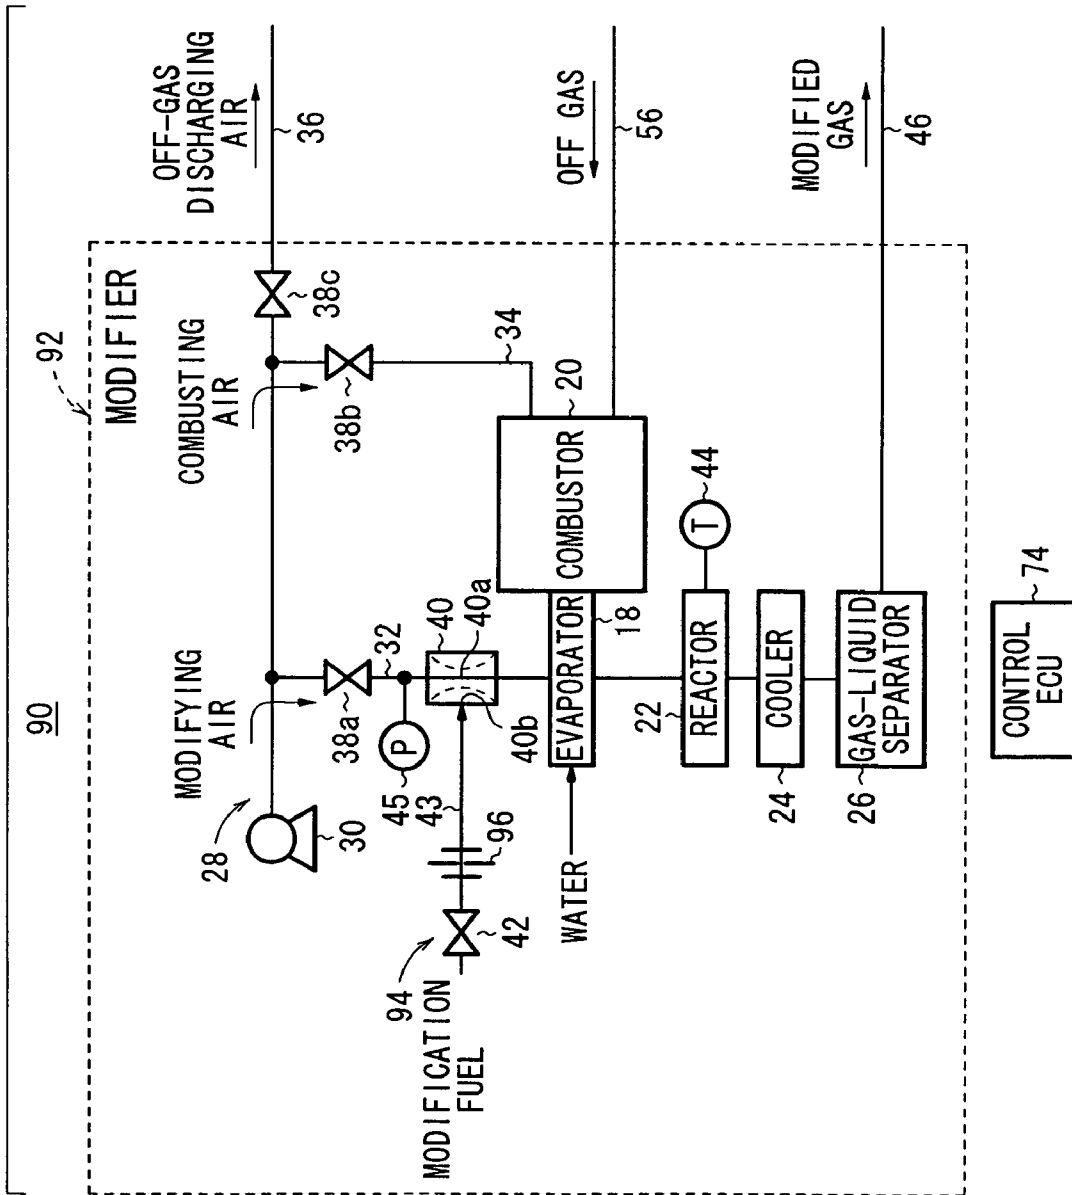 90
92
MODIFIER
OFF-GAS
DISCHARGING
AIR
36
OFF GAS
56
MODIFIED
GAS
46
COMBUSTING
AIR
38c
38b
34
MODIFYING
AIR
28
30
38a
32
P
45
40
40a
40b
43
96
42
94
MODIFICATION
FUEL
WATER
EVAPORATOR
18
COMBUSTOR
20
T
44
REACTOR
22
COOLER
24
GAS-LIQUID
SEPARATOR
26
CONTROL
ECU
74